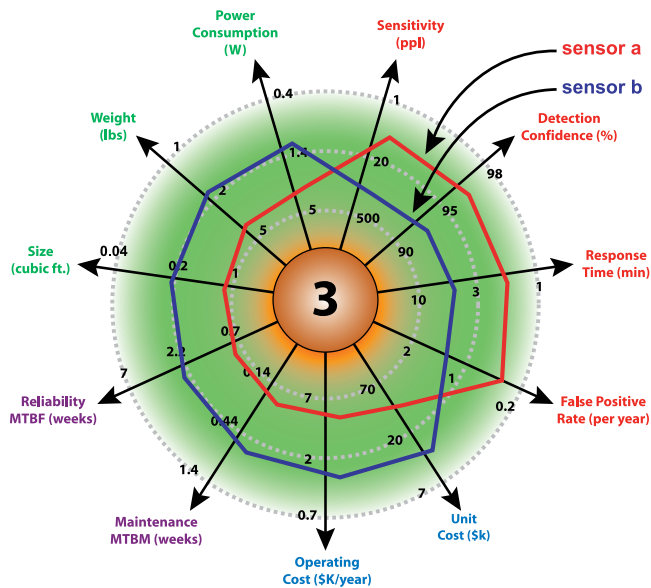 Power
Consumption
(W)
Sensitivity
(ppl)
sensor a
sensor b
Detection
Confidence (%)
Weight
(lbs)
Size
(cubic ft.)
Response
Time (min)
Reliability
MTBF (weeks)
False Positive
Rate (per year)
Maintenance
MTBM (weeks)
Operating
Cost ($K/year)
Unit
Cost ($k)
3
0.4
1.4
5
1
20
500
98
95
90
1
3
10
0.2
1
2
7
20
70
0.7
2
7
1.4
0.44
0.14
7
2.2
0.7
0.04
0.2
1
1
2
5